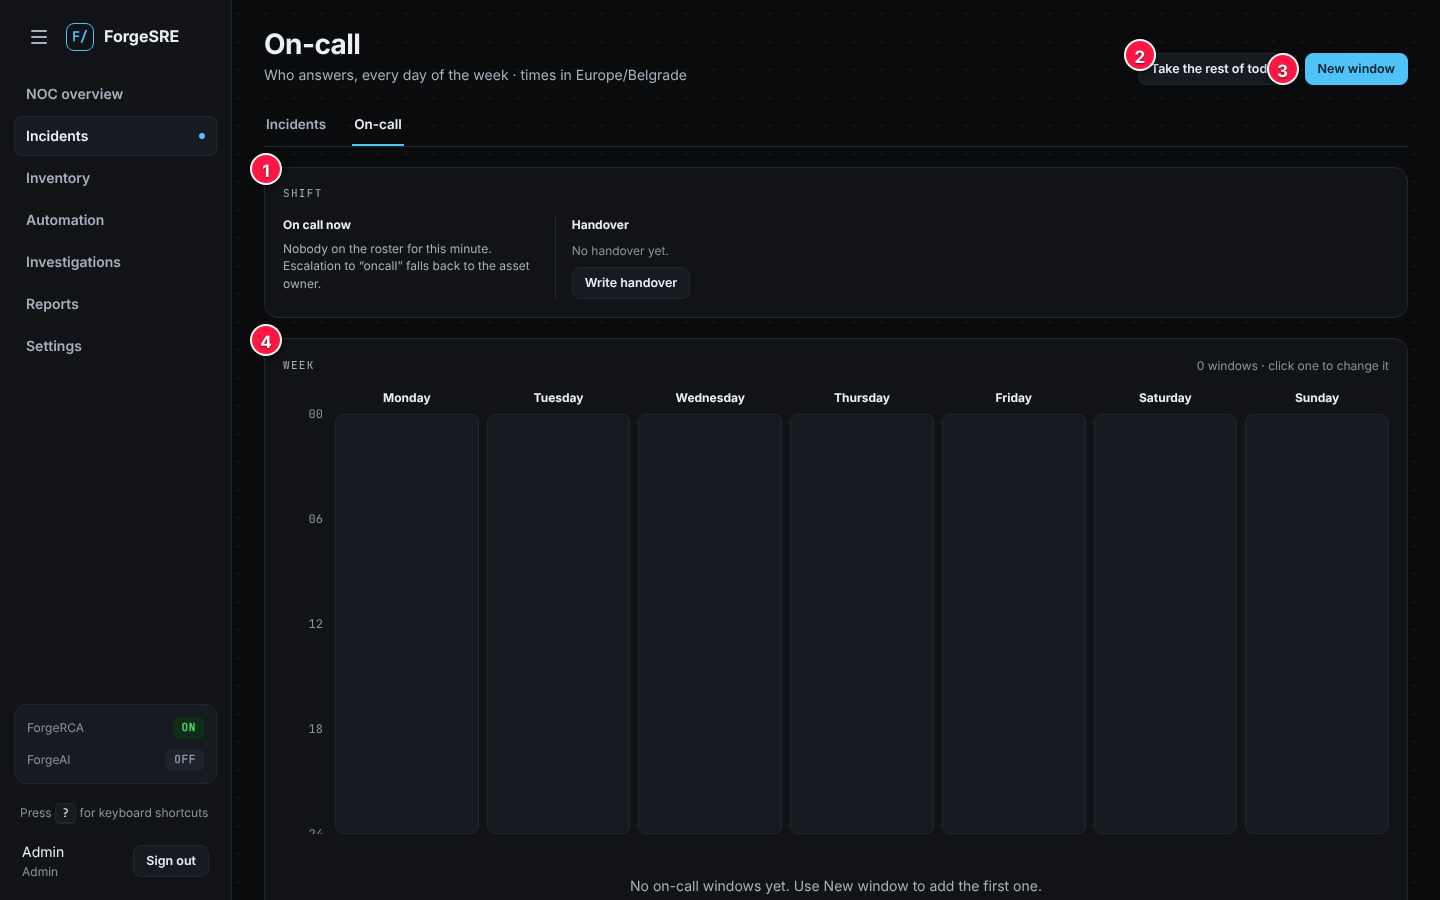 F/ ForgeSRE
NOC overview
Incidents
Inventory
Automation
Investigations
Reports
Settings
ForgeRCA ON
ForgeAI OFF
Press ? for keyboard shortcuts
Admin
Admin
Sign out
On-call
Who answers, every day of the week · times in Europe/Belgrade
2
Take the rest of tod
3
New window
Incidents
On-call
1
SHIFT
On call now
Nobody on the roster for this minute.
Escalation to “oncall” falls back to the asset
owner.
Handover
No handover yet.
Write handover
4
WEEK
0 windows · click one to change it
Monday Tuesday Wednesday Thursday Friday Saturday Sunday
00
06
12
18
24
No on-call windows yet. Use New window to add the first one.